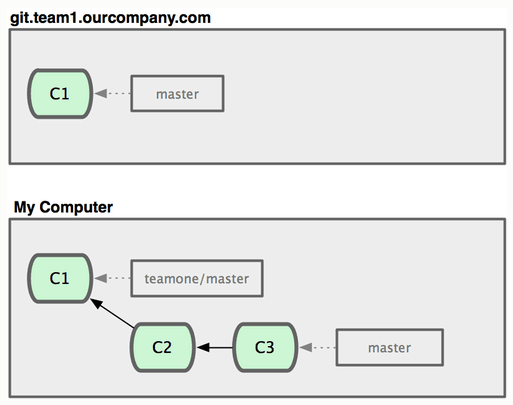 git.team1.ourcompany.com
C1
master
My Computer
C1
teamone/master
C2
C3
master